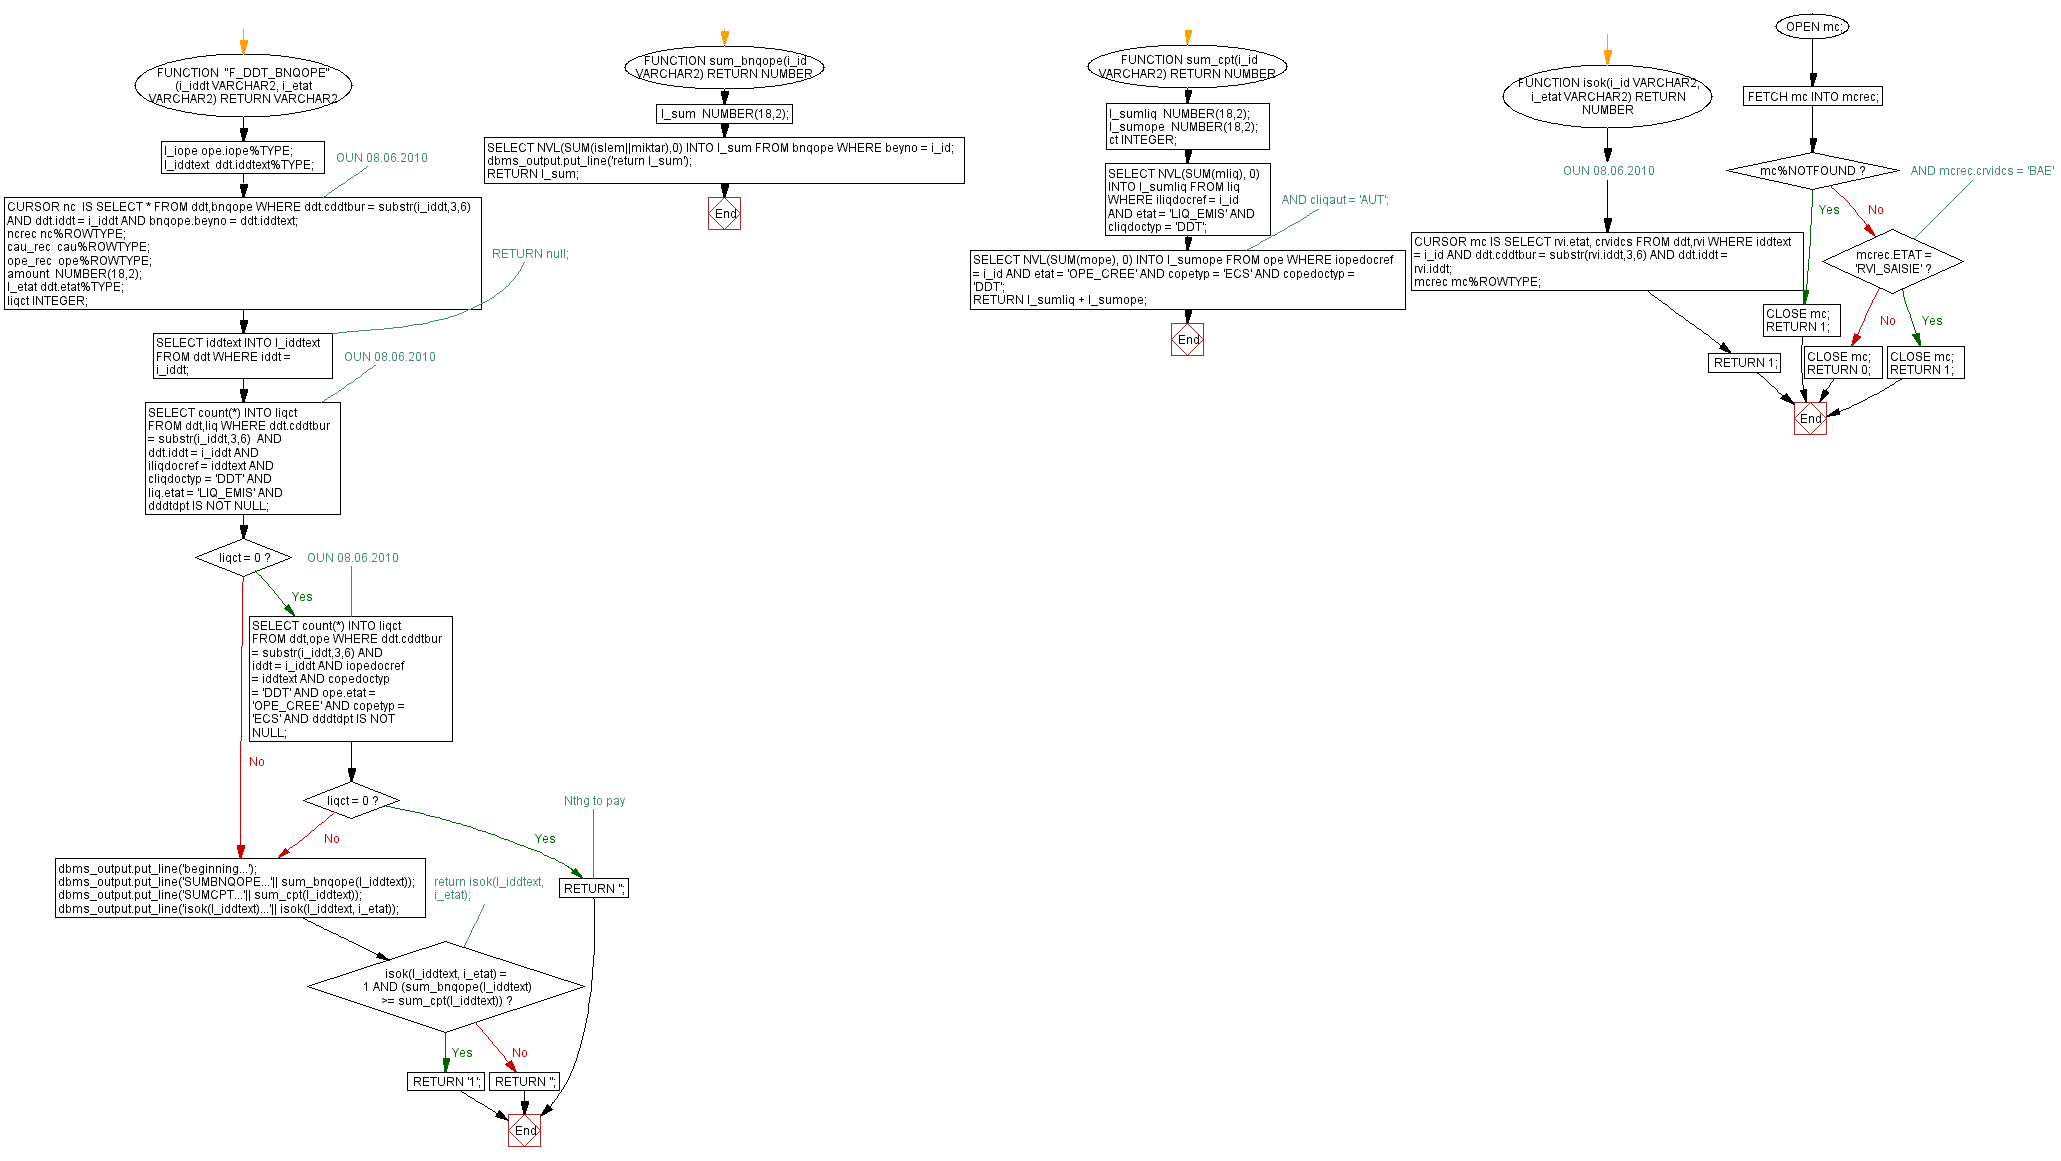 FUNCTION "F_DDT_BNQOPE"
(i_iddt VARCHAR2, i_etat
VARCHAR2) RETURN VARCHAR2
l_iope ope.iope%TYPE;
l_iddtext  ddt.iddtext%TYPE;
OUN 08.06.2010
CURSOR nc  IS SELECT * FROM ddt,bnqope WHERE ddt.cddtbur = substr(i_iddt,3,6)
AND ddt.iddt = i_iddt AND bnqope.beyno = ddt.iddtext;
ncrec nc%ROWTYPE;
cau_rec  cau%ROWTYPE;
ope_rec  ope%ROWTYPE;
amount  NUMBER(18,2);
l_etat ddt.etat%TYPE;
liqct INTEGER;
RETURN null;
SELECT iddtext INTO l_iddtext
FROM ddt WHERE iddt =
i_iddt;
OUN 08.06.2010
SELECT count(*) INTO liqct
FROM ddt,liq WHERE ddt.cddtbur
= substr(i_iddt,3,6)  AND
ddt.iddt = i_iddt AND
iliqdocref = iddtext AND
cliqdoctyp = 'DDT' AND
liq.etat = 'LIQ_EMIS' AND
dddtdpt IS NOT NULL;
liqct = 0 ?
OUN 08.06.2010
Yes
SELECT count(*) INTO liqct
FROM ddt,ope WHERE ddt.cddtbur
= substr(i_iddt,3,6) AND
iddt = i_iddt AND iopedocref
= iddtext AND copedoctyp
= 'DDT' AND ope.etat =
'OPE_CREE' AND copetyp =
'ECS' AND dddtdpt IS NOT
NULL;
No
liqct = 0 ?
Nthg to pay
No
Yes
dbms_output.put_line('beginning...');
dbms_output.put_line('SUMBNQOPE...'|| sum_bnqope(l_iddtext));
dbms_output.put_line('SUMCPT...'|| sum_cpt(l_iddtext));
dbms_output.put_line('isok(l_iddtext)...'|| isok(l_iddtext, i_etat));
return isok(l_iddtext,
i_etat);
RETURN '';
isok(l_iddtext, i_etat) =
1 AND (sum_bnqope(l_iddtext)
>= sum_cpt(l_iddtext)) ?
Yes
No
RETURN '1';
RETURN '';
End
FUNCTION sum_bnqope(i_id
VARCHAR2) RETURN NUMBER
l_sum  NUMBER(18,2);
SELECT NVL(SUM(islem||miktar),0) INTO l_sum FROM bnqope WHERE beyno = i_id;
dbms_output.put_line('return l_sum');
RETURN l_sum;
End
FUNCTION sum_cpt(i_id
VARCHAR2) RETURN NUMBER
l_sumliq  NUMBER(18,2);
l_sumope  NUMBER(18,2);
ct INTEGER;
SELECT NVL(SUM(mliq), 0)
INTO l_sumliq FROM liq
WHERE iliqdocref = i_id
AND etat = 'LIQ_EMIS' AND
cliqdoctyp = 'DDT';
AND cliqaut = 'AUT';
SELECT NVL(SUM(mope), 0) INTO l_sumope FROM ope WHERE iopedocref
= i_id AND etat = 'OPE_CREE' AND copetyp = 'ECS' AND copedoctyp =
'DDT';
RETURN l_sumliq + l_sumope;
End
FUNCTION isok(i_id VARCHAR2,
i_etat VARCHAR2) RETURN
NUMBER
OUN 08.06.2010
CURSOR mc IS SELECT rvi.etat, crvidcs FROM ddt,rvi WHERE iddtext
= i_id AND ddt.cddtbur = substr(rvi.iddt,3,6) AND ddt.iddt =
rvi.iddt;
mcrec mc%ROWTYPE;
RETURN 1;
OPEN mc;
FETCH mc INTO mcrec;
mc%NOTFOUND ?
AND mcrec.crvidcs = 'BAE'
Yes
No
mcrec.ETAT =
'RVI_SAISIE' ?
CLOSE mc;
RETURN 1;
No
Yes
CLOSE mc;
RETURN 0;
CLOSE mc;
RETURN 1;
End